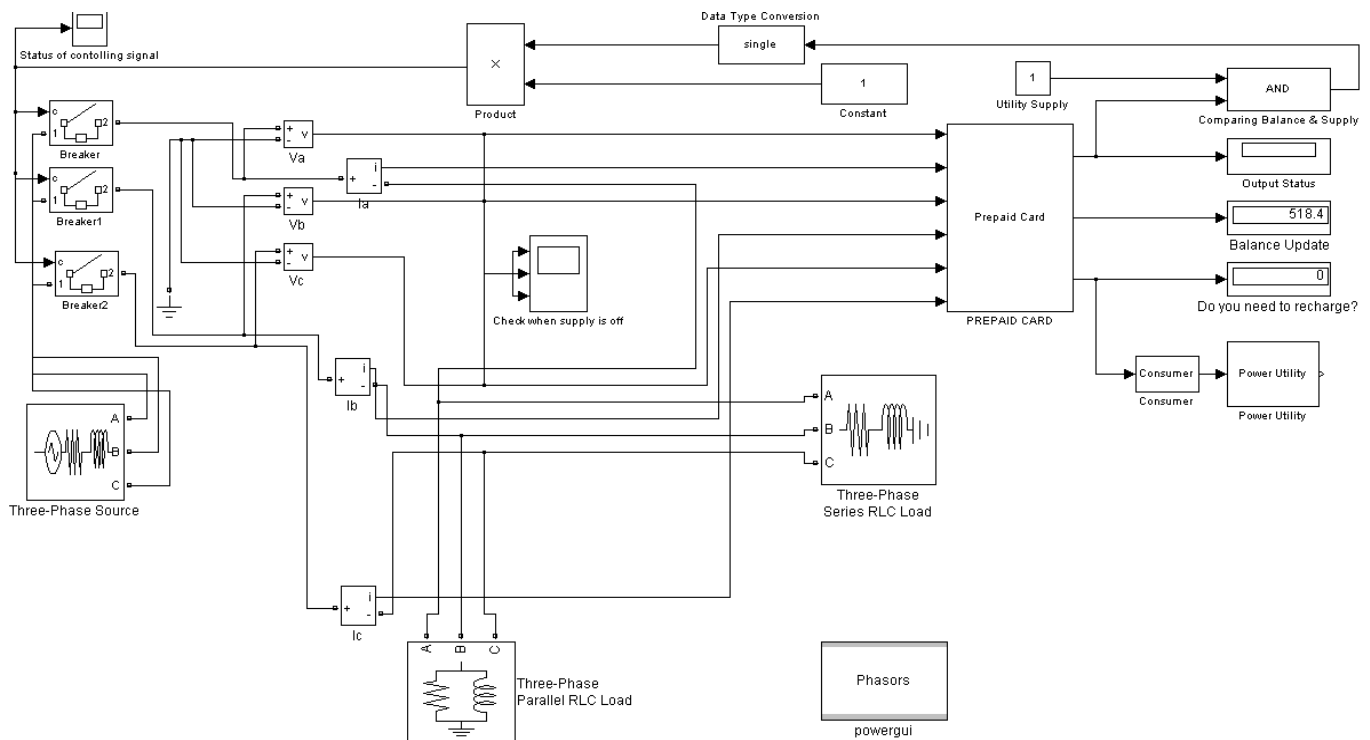 Data Type Conversion
single
Status of contolling signal
×
Product
1
Constant
1
Utility Supply
AND
Comparing Balance & Supply
c
1
2
Breaker
c
1
2
Breaker1
c
1
2
Breaker2
+
-
v
Va
+
i
-
Ia
+
-
v
Vb
+
-
v
Vc
Check when supply is off
Prepaid Card
PREPAID CARD
Output Status
518.4
Balance Update
0
Do you need to recharge?
Consumer
Consumer
Power Utility
Power Utility
+
i
-
Ib
A
B
C
Three-Phase Source
A
B
C
Three-Phase
Series RLC Load
+
i
-
Ic
A
B
C
Three-Phase
Parallel RLC Load
Phasors
powergui